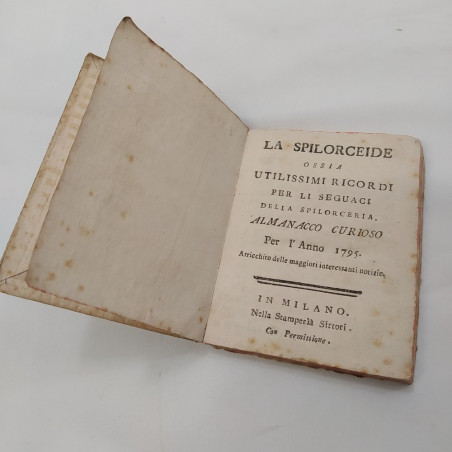 LA SPILORCEIDE
OSSIA
UTILISSIMI RICORDI
PER LI SEGUACI
DELLA SPILORCERIA.
ALMANACCO CURIOSO
Per l'Anno 1795.
Arricchito delle maggiori interessanti notizie.
IN MILANO.
Nella Stamperia Sirtori.
Con Permissione.